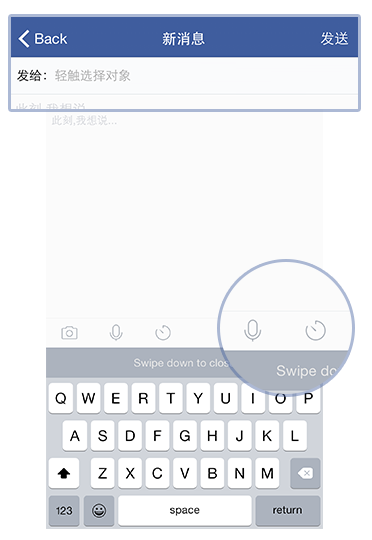 Back 新消息 发送
发给：轻触选择对象
此刻,我想说
此刻,我想说...
Swipe down to clos
Swipe do
Q W E R T Y U I O P
A S D F G H J K L
Z X C V B N M
123 space return